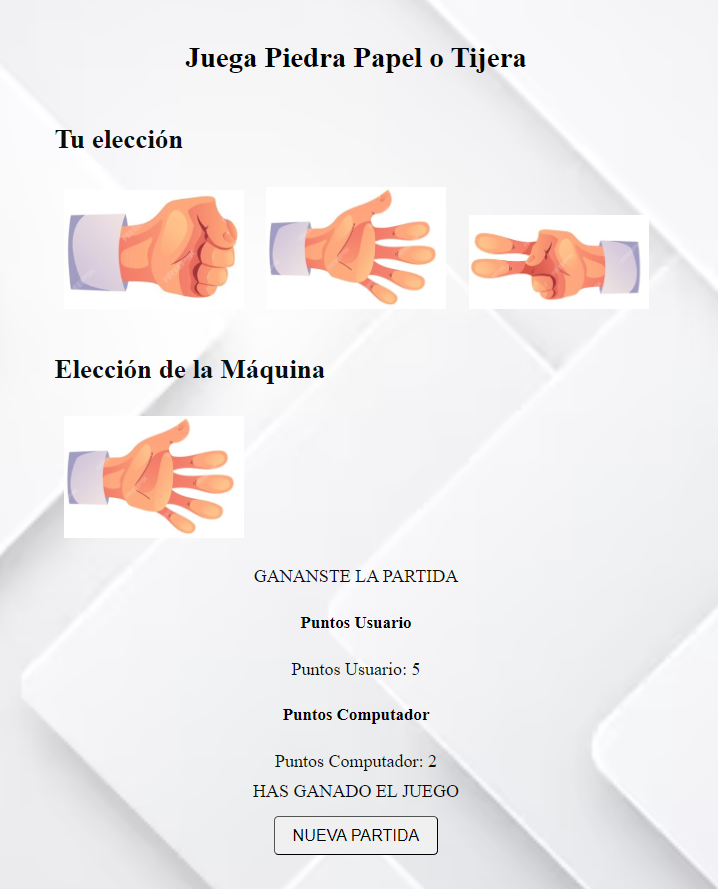 Juega Piedra Papel o Tijera
Tu elección
Elección de la Máquina
GANANSTE LA PARTIDA
Puntos Usuario
Puntos Usuario: 5
Puntos Computador
Puntos Computador: 2
HAS GANADO EL JUEGO
NUEVA PARTIDA